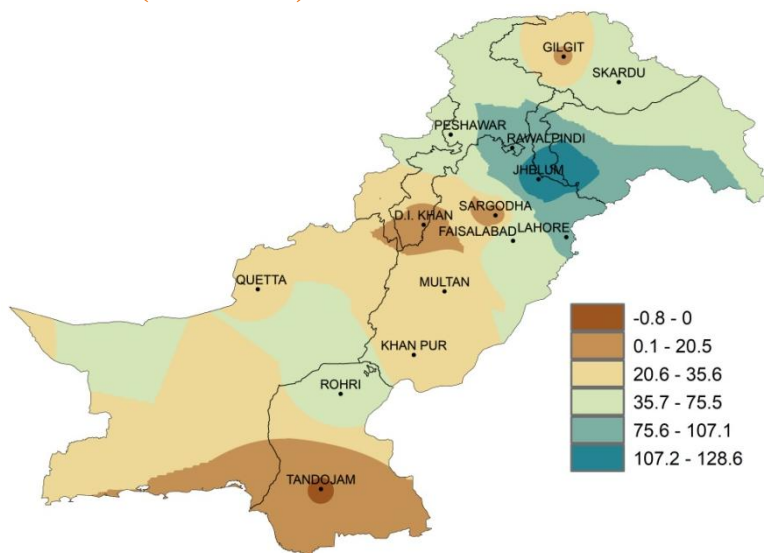 GILGIT
SKARDU
PESHAWAR
RAWALPINDI
JHELUM
SARGODHA
D.I. KHAN
FAISALABAD
LAHORE
QUETTA
MULTAN
KHAN PUR
ROHRI
TANDOJAM
-0.8 - 0
0.1 - 20.5
20.6 - 35.6
35.7 - 75.5
75.6 - 107.1
107.2 - 128.6